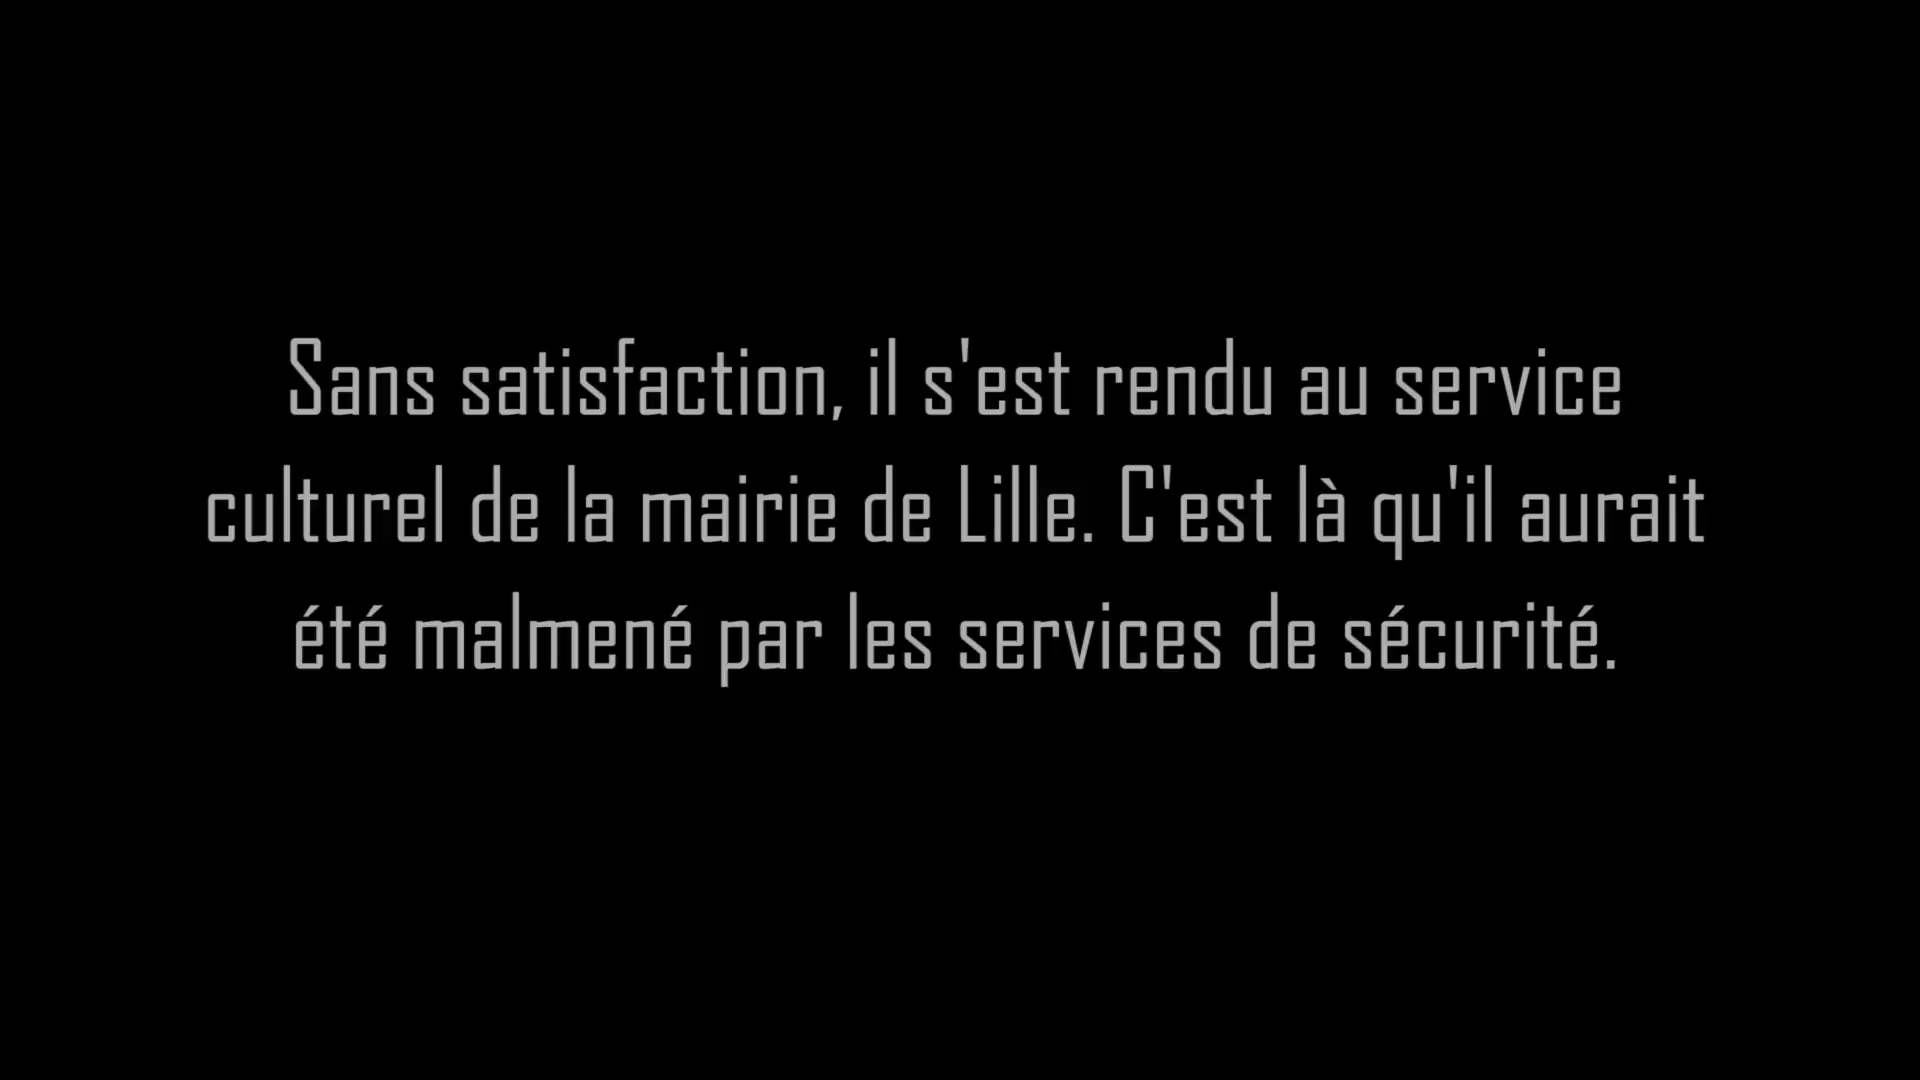 Sans satisfaction, il s'est rendu au service
culturel de la mairie de Lille. C'est là qu'il aurait
été malmené par les services de sécurité.